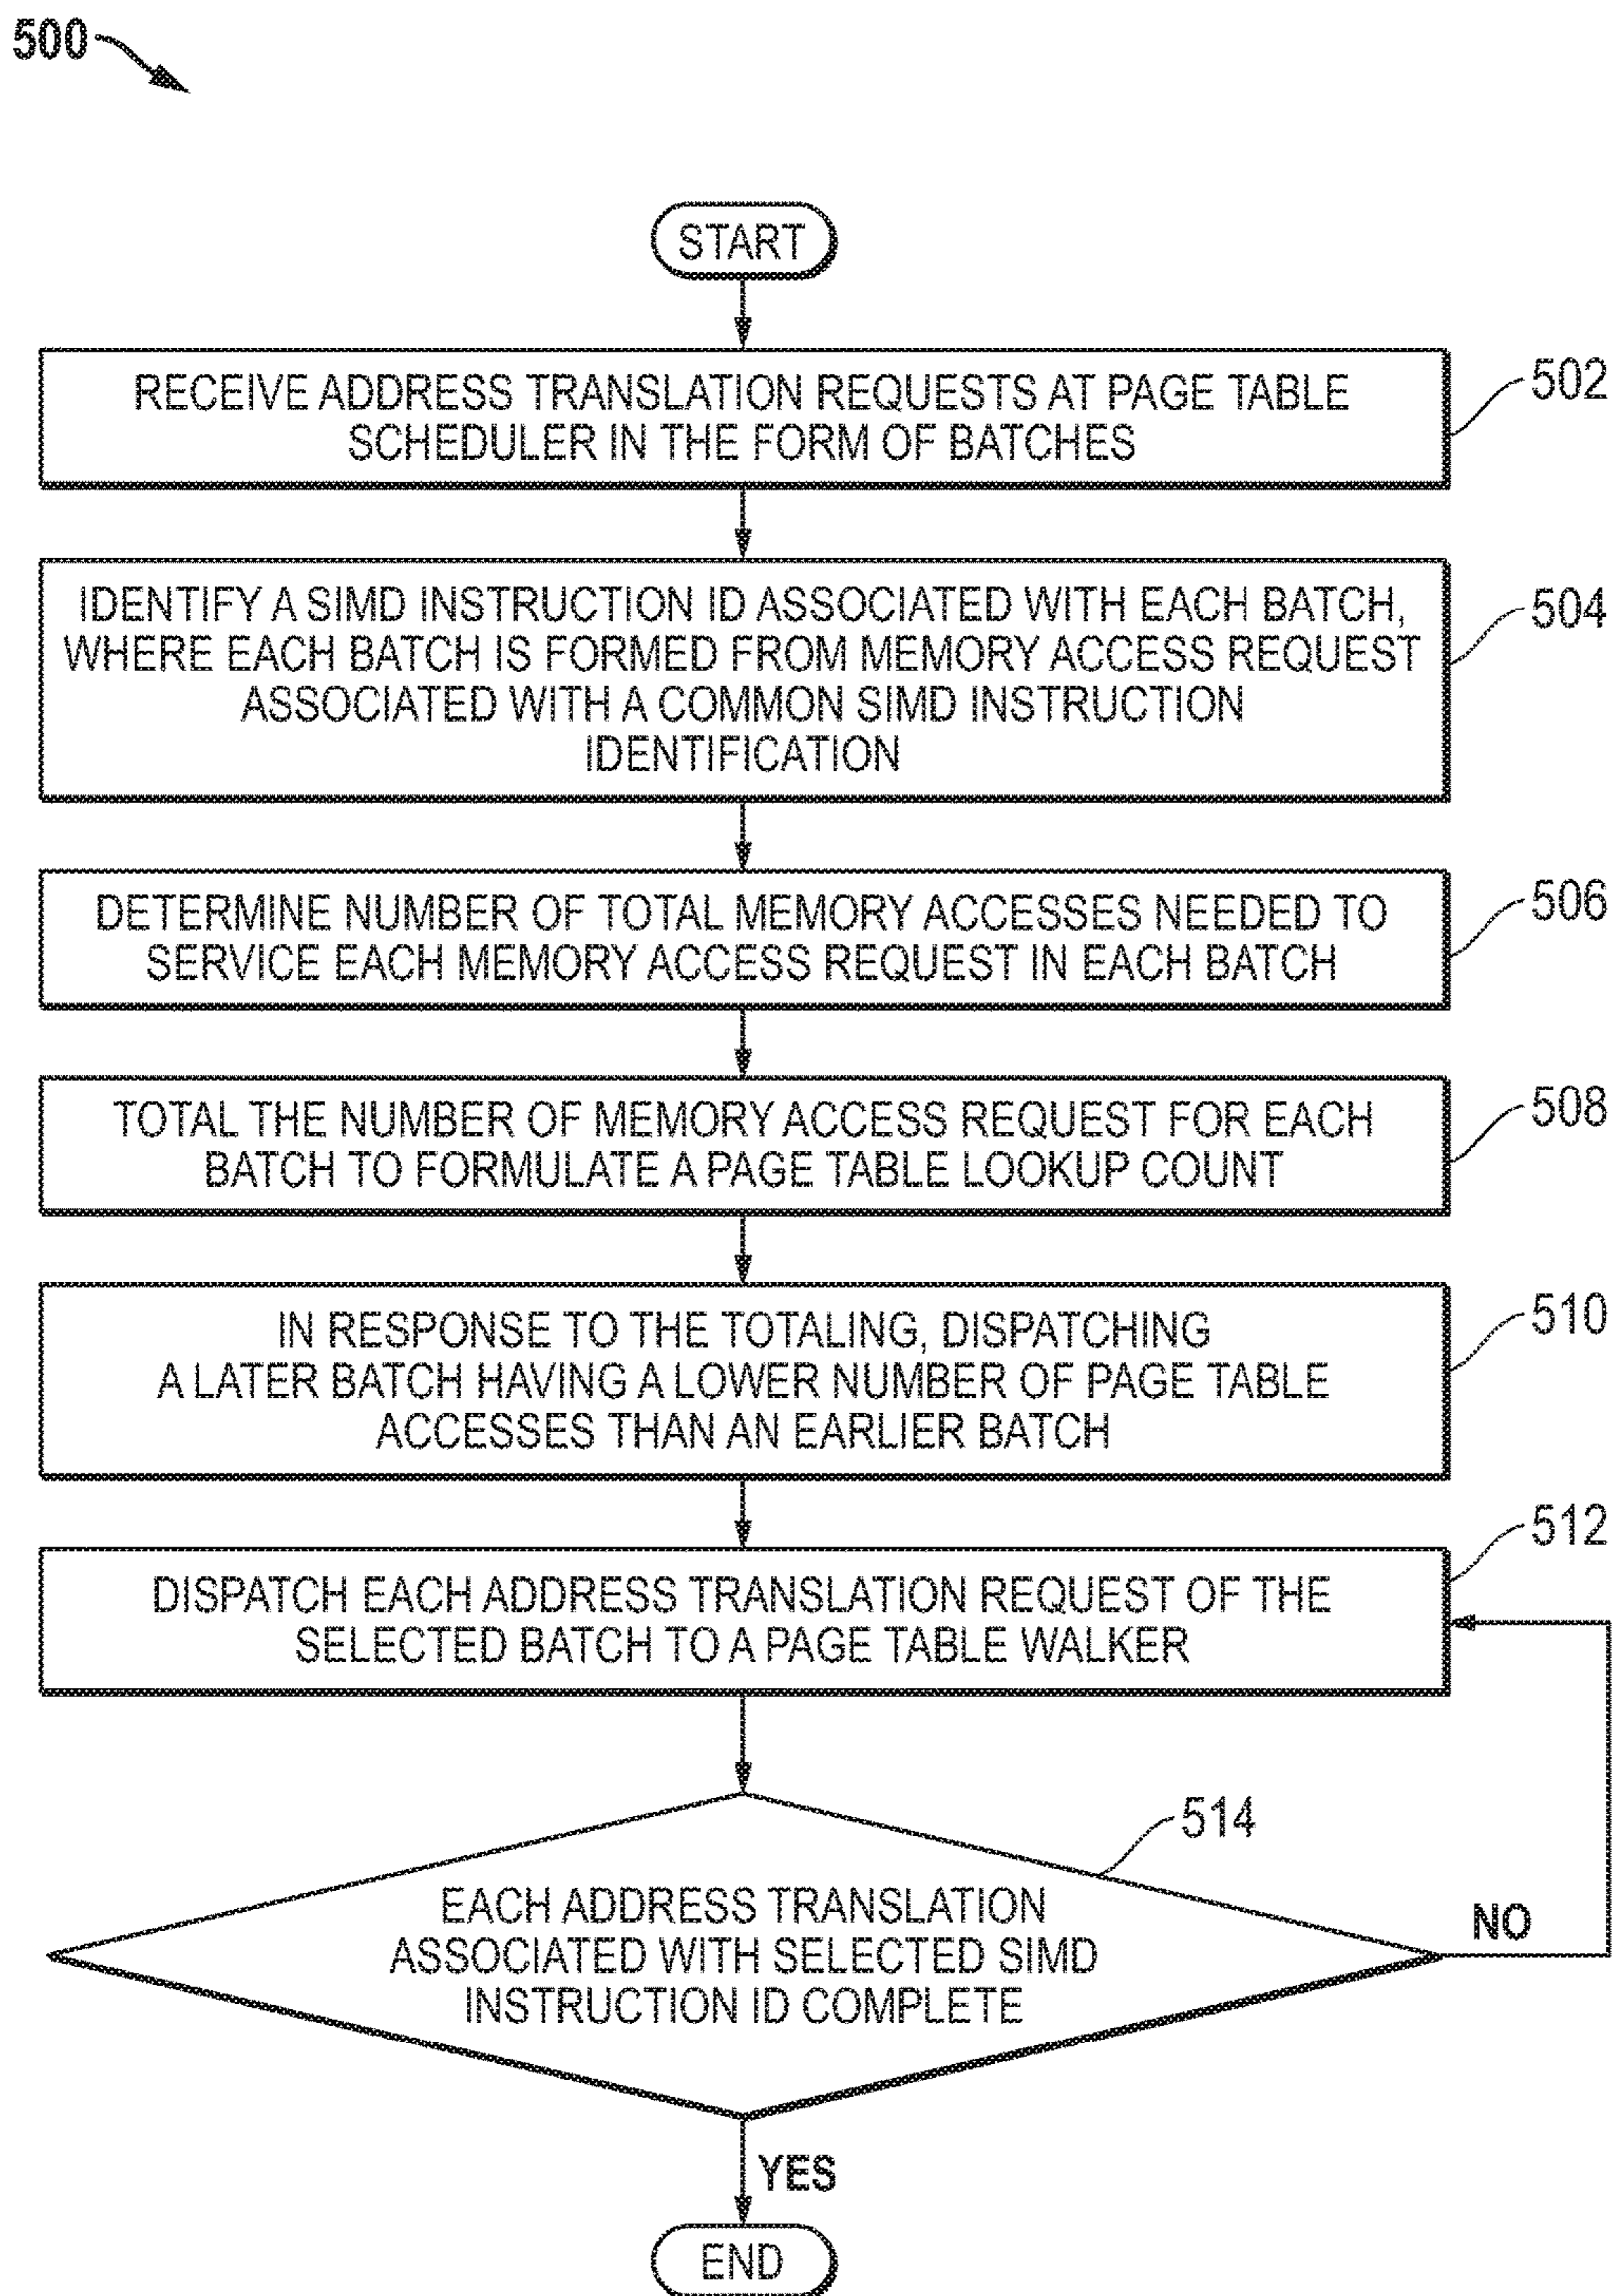 500
START
RECEIVE ADDRESS TRANSLATION REQUESTS AT PAGE TABLE
SCHEDULER IN THE FORM OF BATCHES
502
IDENTIFY A SIMD INSTRUCTION ID ASSOCIATED WITH EACH BATCH,
WHERE EACH BATCH IS FORMED FROM MEMORY ACCESS REQUEST
ASSOCIATED WITH A COMMON SIMD INSTRUCTION
IDENTIFICATION
504
DETERMINE NUMBER OF TOTAL MEMORY ACCESSES NEEDED TO
SERVICE EACH MEMORY ACCESS REQUEST IN EACH BATCH
506
TOTAL THE NUMBER OF MEMORY ACCESS REQUEST FOR EACH
BATCH TO FORMULATE A PAGE TABLE LOOKUP COUNT
508
IN RESPONSE TO THE TOTALING, DISPATCHING
A LATER BATCH HAVING A LOWER NUMBER OF PAGE TABLE
ACCESSES THAN AN EARLIER BATCH
510
DISPATCH EACH ADDRESS TRANSLATION REQUEST OF THE
SELECTED BATCH TO A PAGE TABLE WALKER
512
EACH ADDRESS TRANSLATION
ASSOCIATED WITH SELECTED SIMD
INSTRUCTION ID COMPLETE
514
NO
YES
END